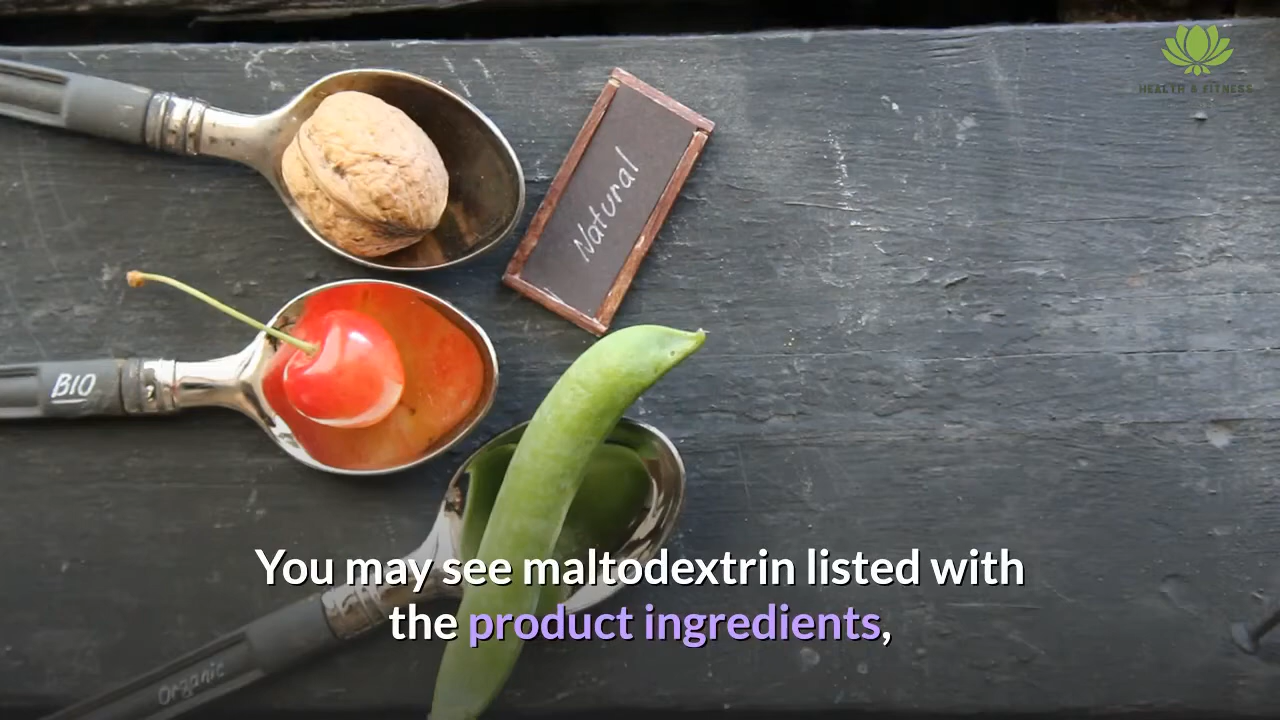 HEALTH & FITNESS
Natural
BIO
Organic
You may see maltodextrin listed with
the product ingredients,